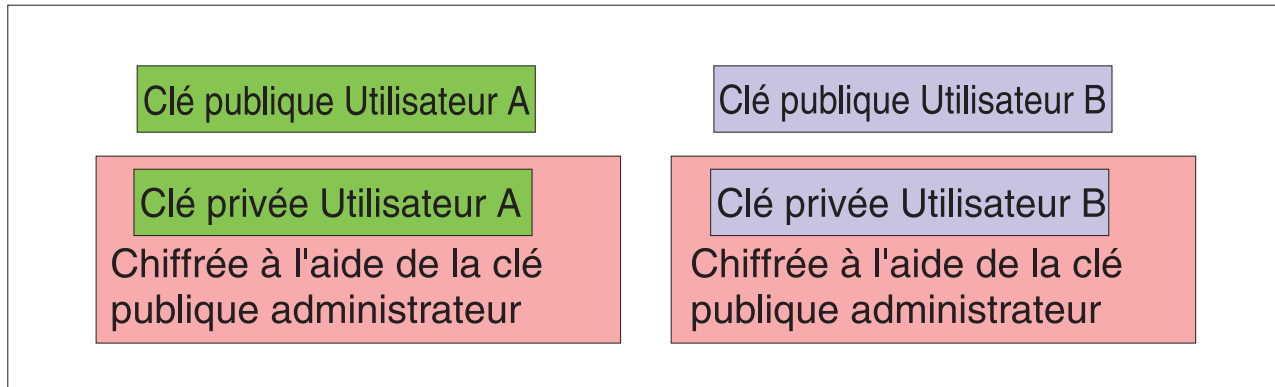 Clé publique Utilisateur A
Clé publique Utilisateur B
Clé privée Utilisateur A
Chiffrée à l'aide de la clé
publique administrateur
Clé privée Utilisateur B
Chiffrée à l'aide de la clé
publique administrateur